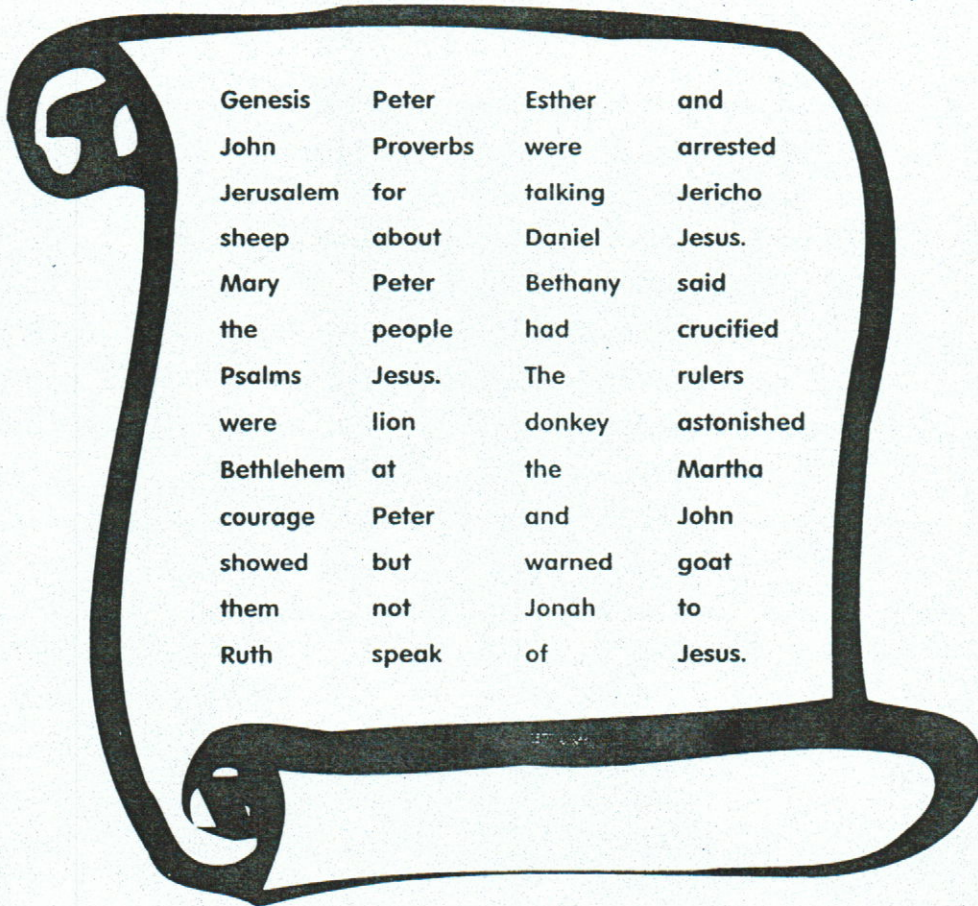 Genesis Peter Esther and
John Proverbs were arrested
Jerusalem for talking Jericho
sheep about Daniel Jesus.
Mary Peter Bethany said
the people had crucified
Psalms Jesus. The rulers
were lion donkey astonished
Bethlehem at the Martha
courage Peter and John
showed but warned goat
them not Jonah to
Ruth speak of Jesus.